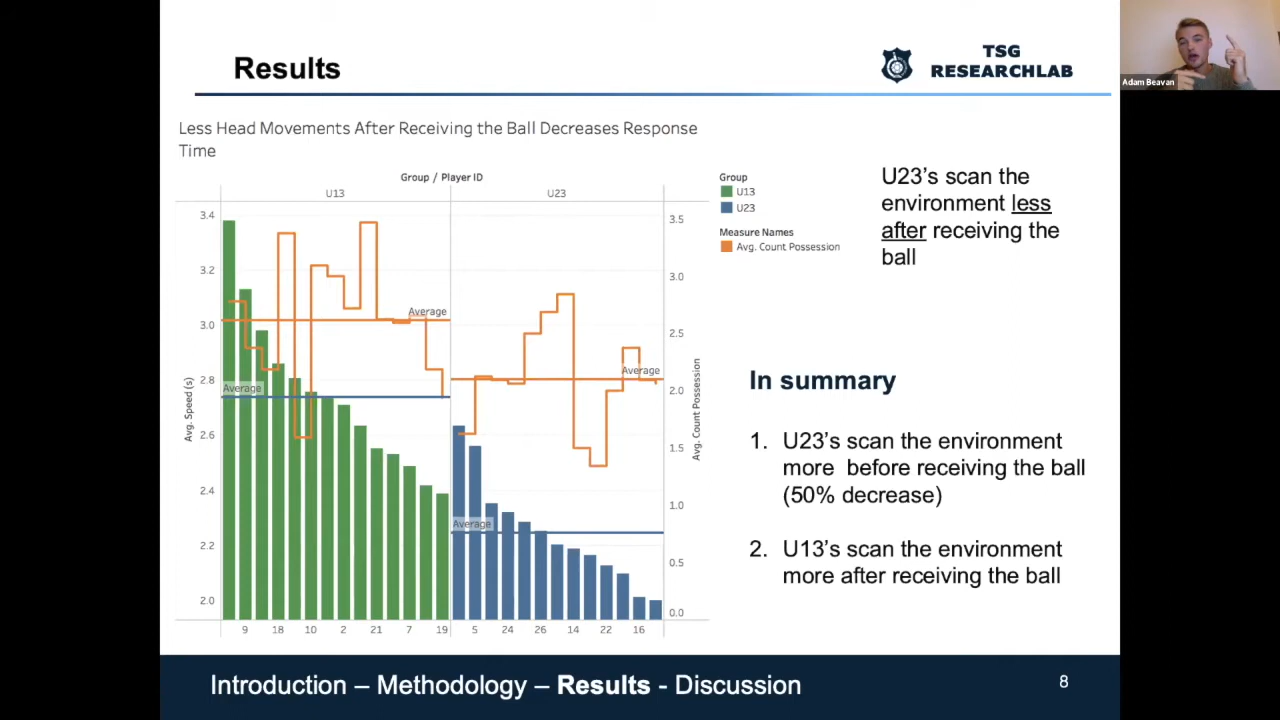 Results
TSG
RESEARCHLAB
Adam Beavan
Less Head Movements After Receiving the Ball Decreases Response
Time
Group / Player ID
U13
U23
Avg. Speed (s)
3.4
3.2
3.0
2.8
2.6
2.4
2.2
2.0
Average
Average
Average
Average
3.5
3.0
2.5
2.0
1.5
1.0
0.5
0.0
Avg. Count Possession
9 18 10 2 21 7 19 5 24 26 14 22 16
Group
U13
U23
Measure Names
Avg. Count Possession
U23's scan the
environment less
after receiving the
ball
In summary
1. U23's scan the environment
more before receiving the ball
(50% decrease)
2. U13's scan the environment
more after receiving the ball
Introduction – Methodology – Results - Discussion
8